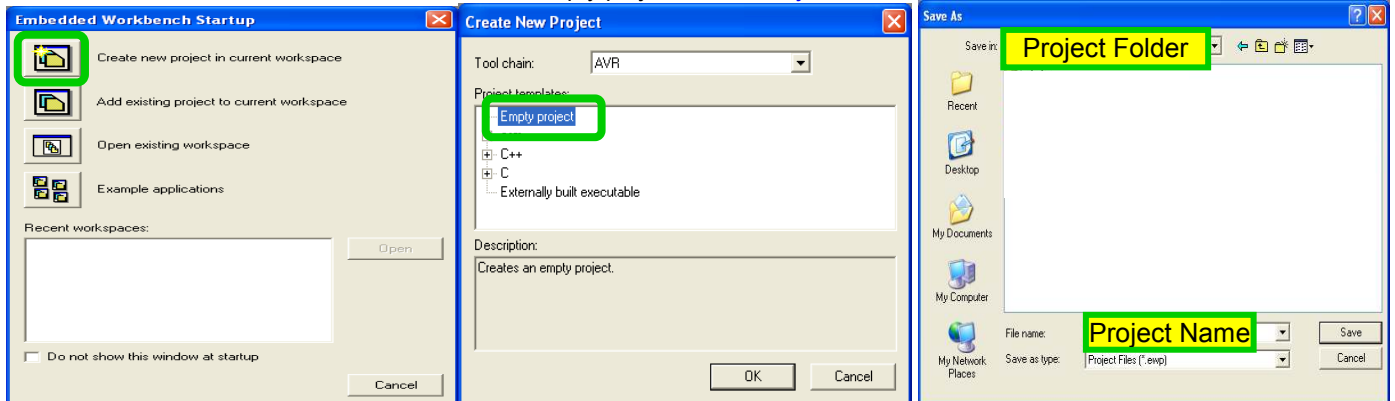 Embedded Workbench Startup
Create new project in current workspace
Add existing project to current workspace
Open existing workspace
Example applications
Recent workspaces:
Open
Do not show this window at startup
Cancel
Create New Project
Tool chain:
AVR
Project templates:
Empty project
C++
C
Externally built executable
Description:
Creates an empty project.
OK
Cancel
Save As
Save in:
Project Folder
Recent
Desktop
My Documents
My Computer
My Network
Places
File name:
Project Name
Save
Save as type:
Project Files (*.ewp)
Cancel